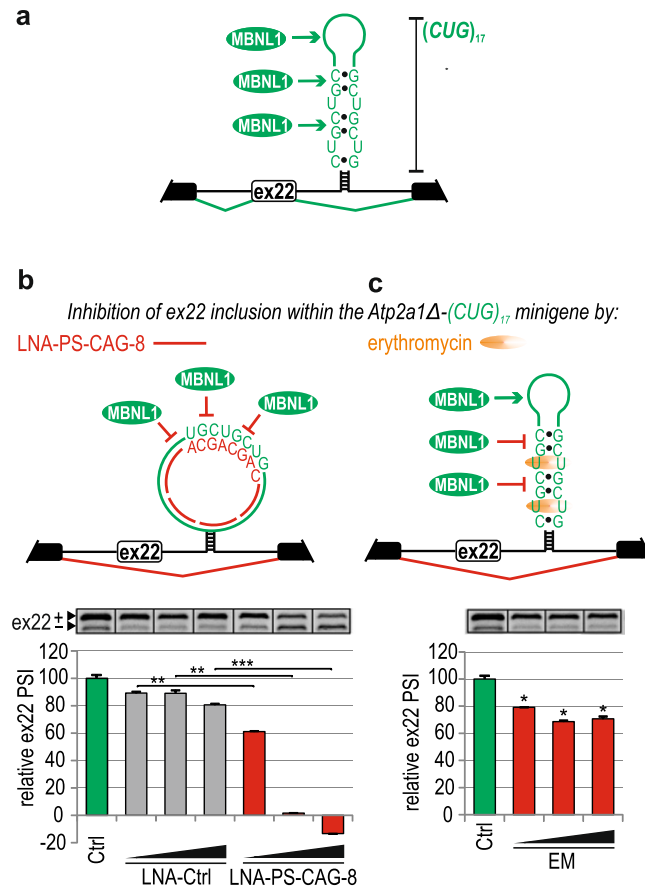 a
MBNL1
(CUG)17
MBNL1
C G
G C
U U
MBNL1
C G
G C
U U
C G
ex22
b
c
Inhibition of ex22 inclusion within the Atp2a1Δ-(CUG)17 minigene by:
LNA-PS-CAG-8
erythromycin
MBNL1
MBNL1
MBNL1
UGCUGCUG
ACGACGAC
ex22
MBNL1
MBNL1
MBNL1
C G
G C
U U
C G
G C
U U
C G
ex22
ex22 + −
relative ex22 PSI
120
100
80
60
40
20
0
-20
** ** ***
Ctrl
LNA-Ctrl
LNA-PS-CAG-8
relative ex22 PSI
120
100
80
60
40
20
0
* * *
Ctrl
EM